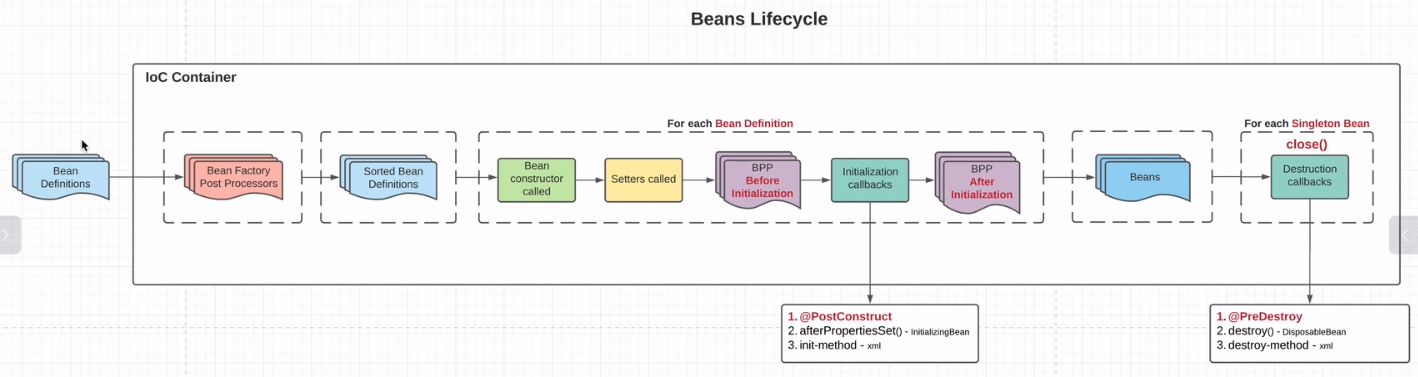 Beans Lifecycle
IoC Container
For each Bean Definition
For each Singleton Bean
close()
Bean
Definitions
Bean Factory
Post Processors
Sorted Bean
Definitions
Bean
constructor
called
Setters called
BPP
Before
Initialization
Initialization
callbacks
BPP
After
Initialization
Beans
Destruction
callbacks
1. @PostConstruct
2. afterPropertiesSet() - InitializingBean
3. init-method - xml
1. @PreDestroy
2. destroy() - DisposableBean
3. destroy-method - xml